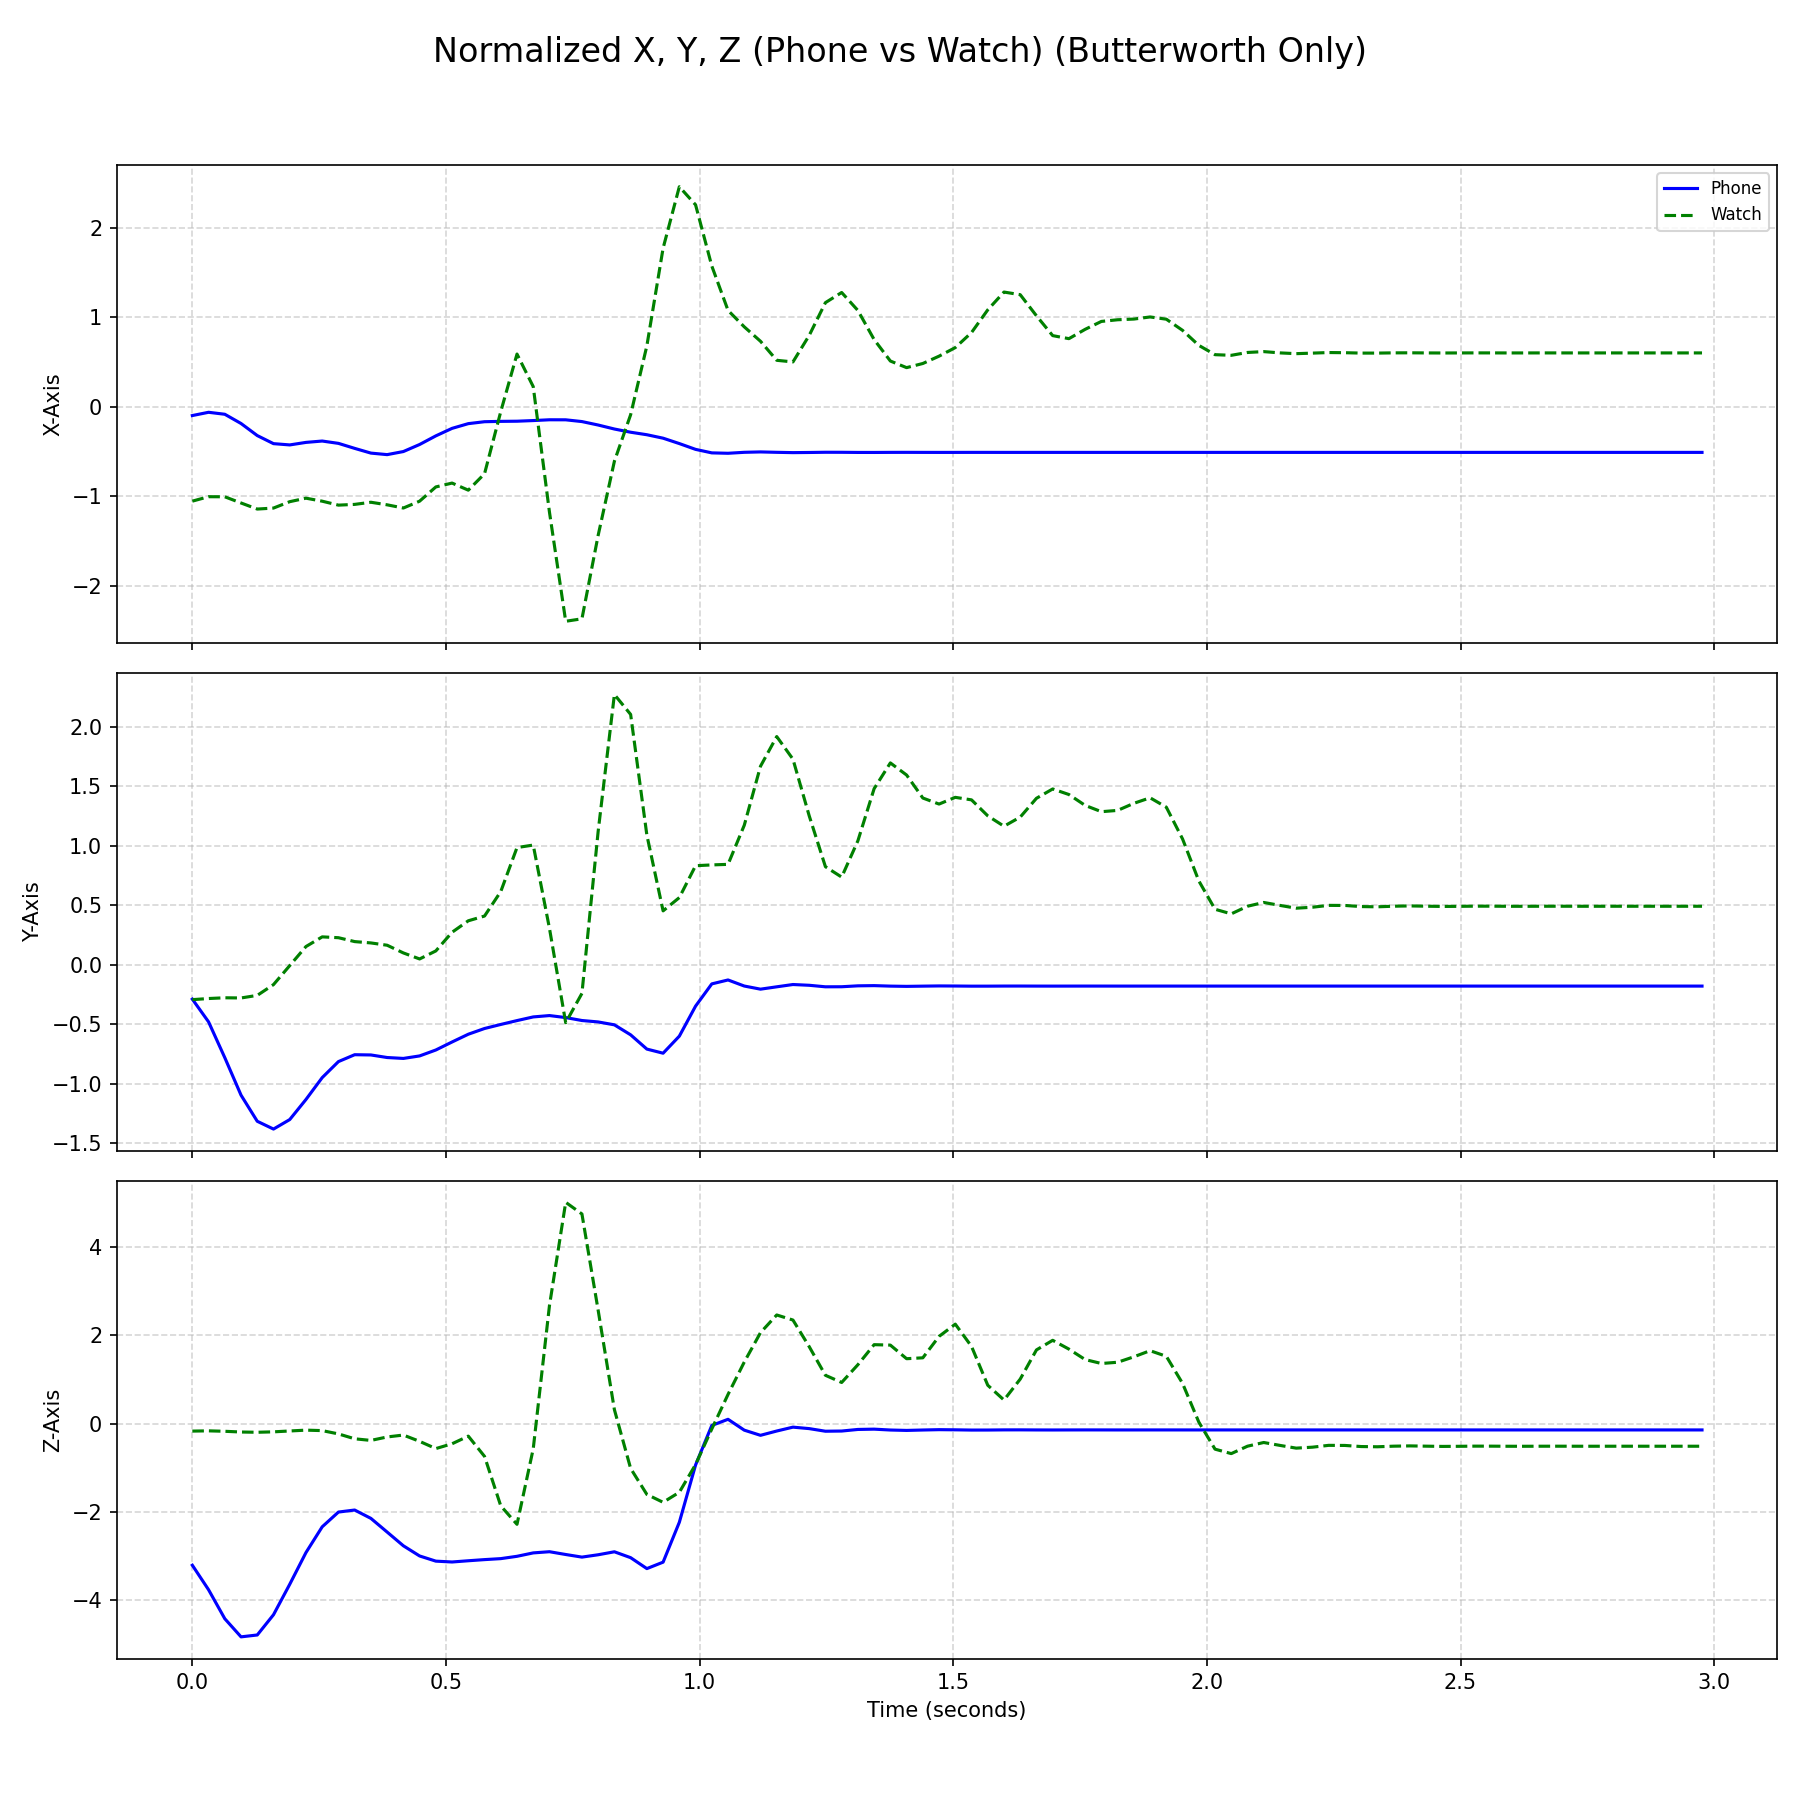 Normalized X, Y, Z (Phone vs Watch) (Butterworth Only)
Phone
Watch
X-Axis
2
1
0
−1
−2
Y-Axis
2.0
1.5
1.0
0.5
0.0
−0.5
−1.0
−1.5
Z-Axis
4
2
0
−2
−4
0.0 0.5 1.0 1.5 2.0 2.5 3.0
Time (seconds)